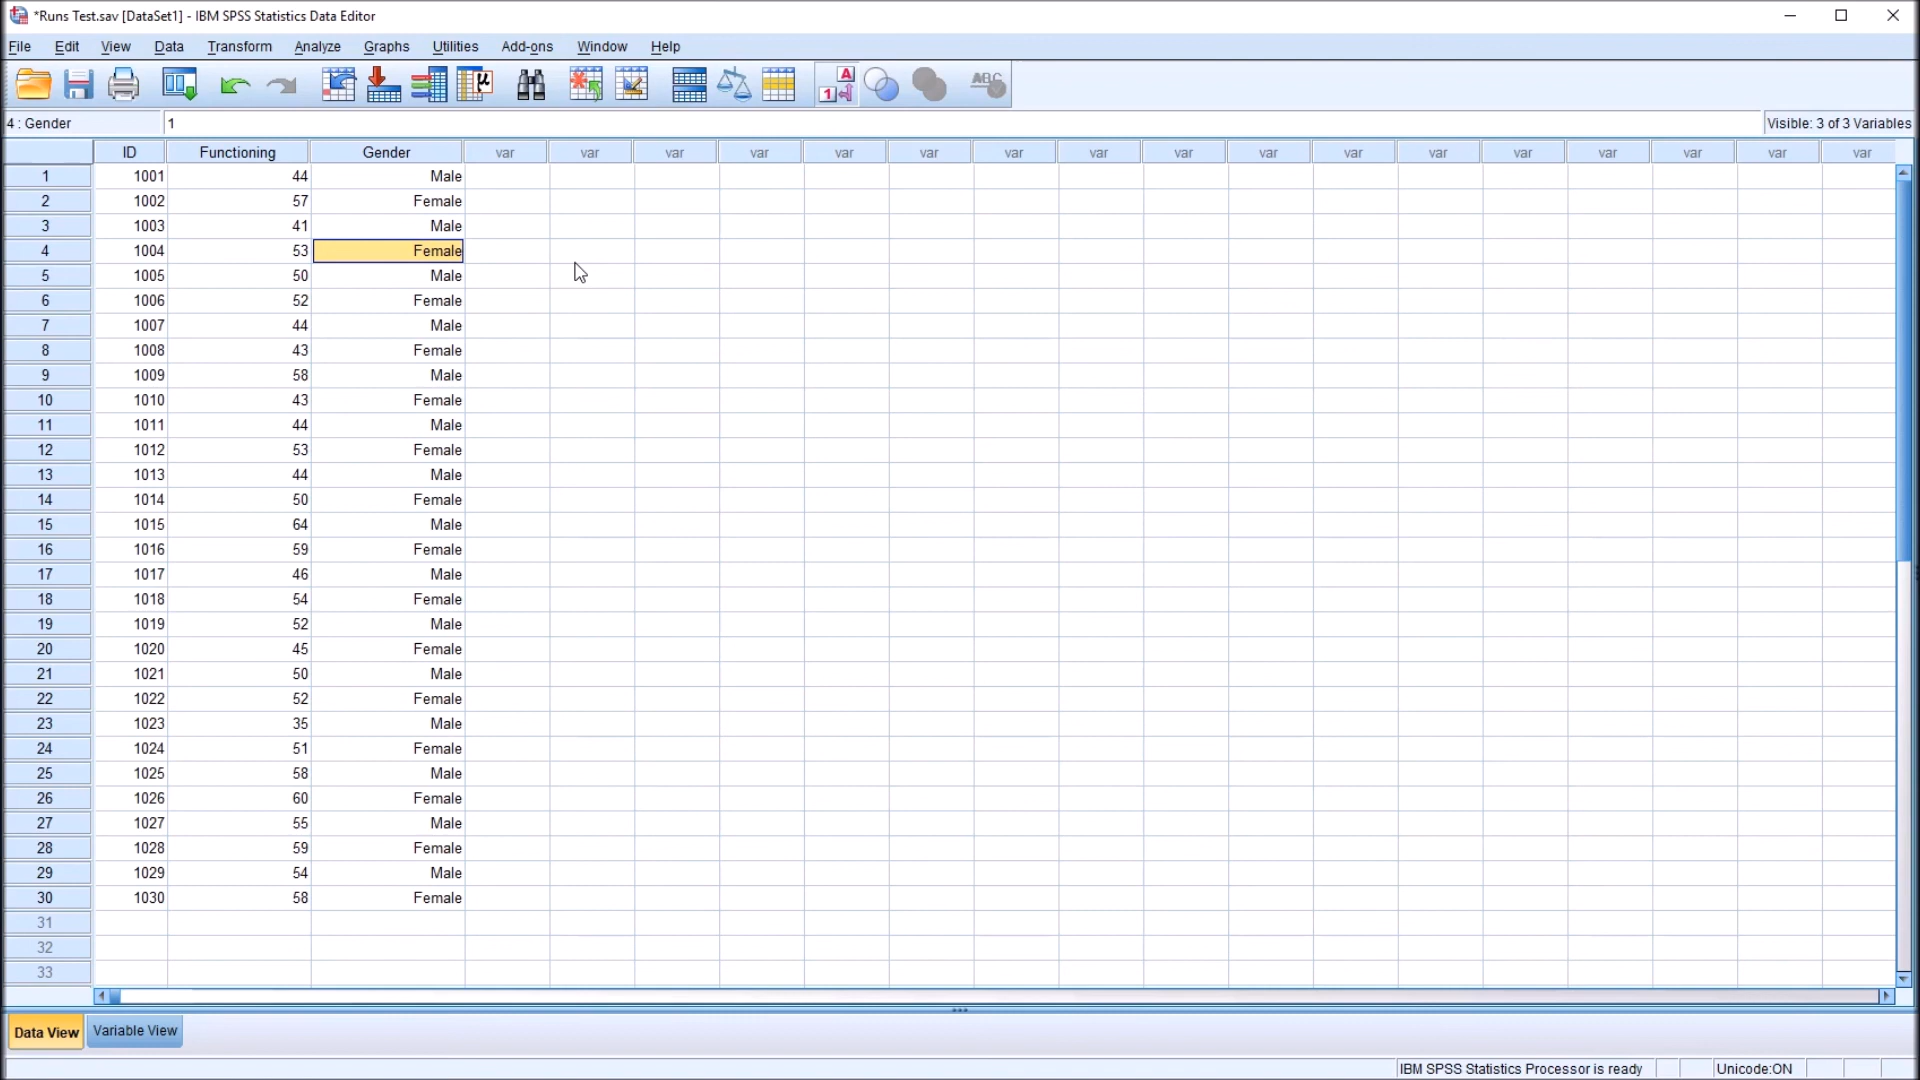 *Runs Test.sav [DataSet1] - IBM SPSS Statistics Data Editor
File Edit View Data Transform Analyze Graphs Utilities Add-ons Window Help
μ A 1 ABC
4 : Gender 1 Visible: 3 of 3 Variables
ID Functioning Gender var var var var var var var var var var var var var var var var var
1 1001 44 Male
2 1002 57 Female
3 1003 41 Male
4 1004 53 Female
5 1005 50 Male
6 1006 52 Female
7 1007 44 Male
8 1008 43 Female
9 1009 58 Male
10 1010 43 Female
11 1011 44 Male
12 1012 53 Female
13 1013 44 Male
14 1014 50 Female
15 1015 64 Male
16 1016 59 Female
17 1017 46 Male
18 1018 54 Female
19 1019 52 Male
20 1020 45 Female
21 1021 50 Male
22 1022 52 Female
23 1023 35 Male
24 1024 51 Female
25 1025 58 Male
26 1026 60 Female
27 1027 55 Male
28 1028 59 Female
29 1029 54 Male
30 1030 58 Female
31
32
33
Data View Variable View
IBM SPSS Statistics Processor is ready Unicode:ON